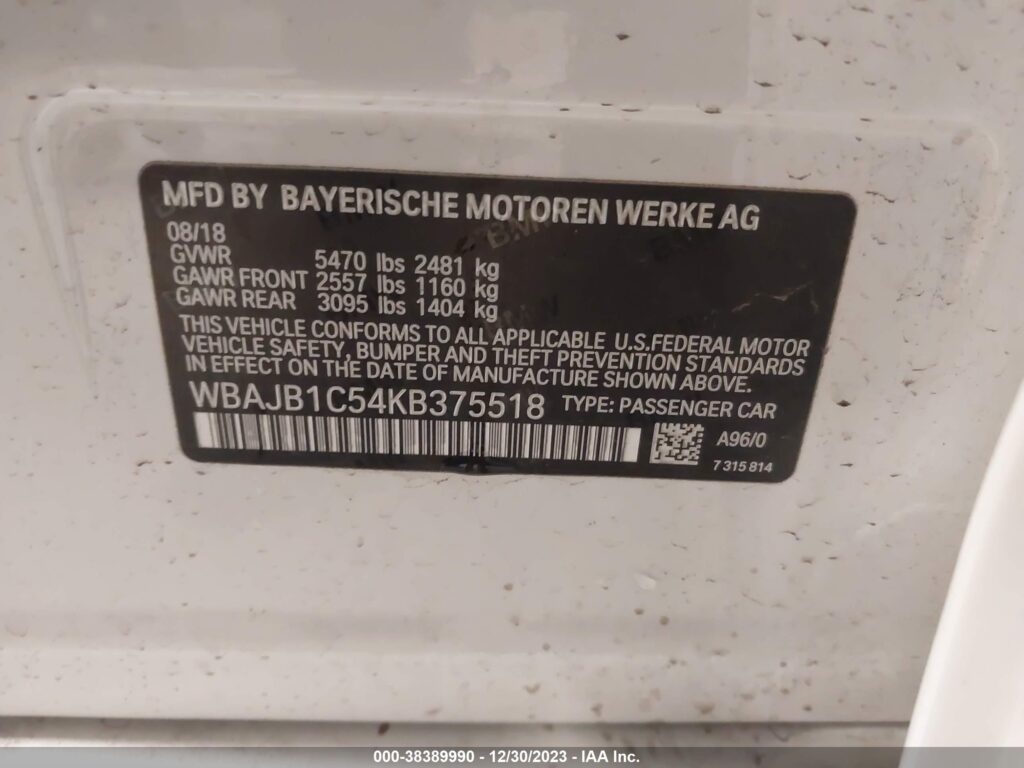 MFD BY BAYERISCHE MOTOREN WERKE AG
08/18
GVWR 5470 lbs 2481 kg
GAWR FRONT 2557 lbs 1160 kg
GAWR REAR 3095 lbs 1404 kg
THIS VEHICLE CONFORMS TO ALL APPLICABLE U.S.FEDERAL MOTOR
VEHICLE SAFETY, BUMPER AND THEFT PREVENTION STANDARDS
IN EFFECT ON THE DATE OF MANUFACTURE SHOWN ABOVE.
WBAJB1C54KB375518 TYPE: PASSENGER CAR
A96/0
7 315 814
000-38389990 - 12/30/2023 - IAA Inc.